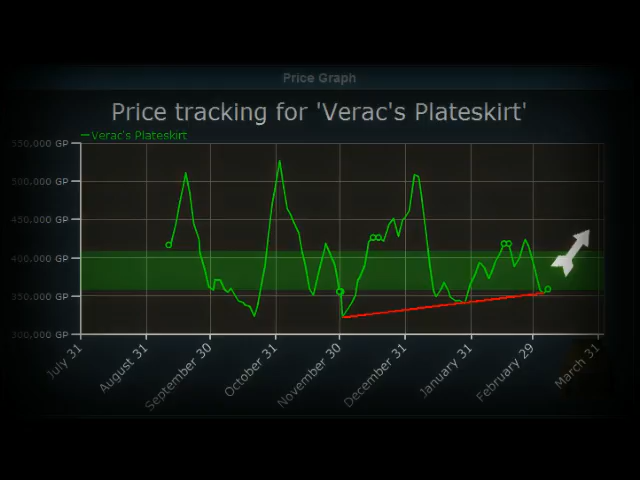 Price Graph
Price tracking for 'Verac's Plateskirt'
Verac's Plateskirt
550,000 GP
500,000 GP
450,000 GP
400,000 GP
350,000 GP
300,000 GP
July 31
August 31
September 30
October 31
November 30
December 31
January 31
February 29
March 31